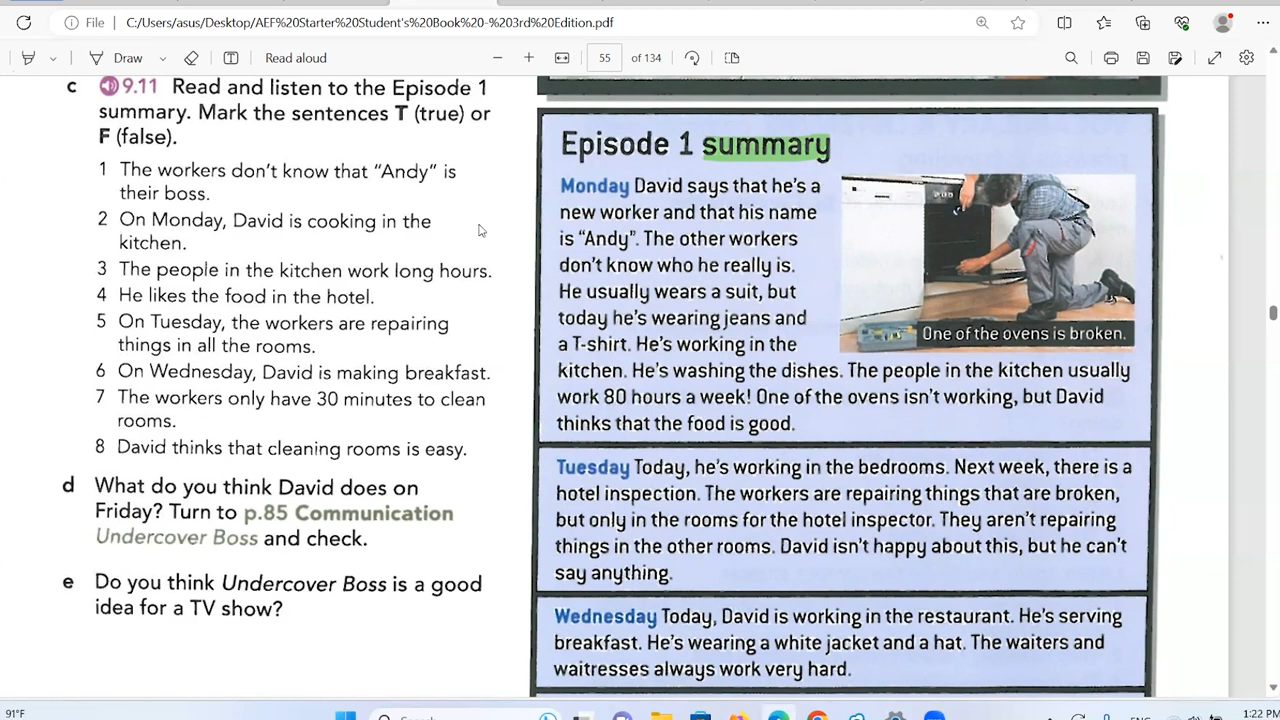 File
C:/Users/asus/Desktop/AEF%20Starter%20Student's%20Book%20-%203rd%20Edition.pdf
Draw
Read aloud
55
of 134
c 9.11 Read and listen to the Episode 1
summary. Mark the sentences T (true) or
F (false).
1 The workers don't know that "Andy" is
their boss.
2 On Monday, David is cooking in the
kitchen.
3 The people in the kitchen work long hours.
4 He likes the food in the hotel.
5 On Tuesday, the workers are repairing
things in all the rooms.
6 On Wednesday, David is making breakfast.
7 The workers only have 30 minutes to clean
rooms.
8 David thinks that cleaning rooms is easy.
d What do you think David does on
Friday? Turn to p.85 Communication
Undercover Boss and check.
e Do you think Undercover Boss is a good
idea for a TV show?
Episode 1 summary
Monday David says that he's a
new worker and that his name
is "Andy". The other workers
don't know who he really is.
He usually wears a suit, but
today he's wearing jeans and
a T-shirt. He's working in the
kitchen. He's washing the dishes. The people in the kitchen usually
work 80 hours a week! One of the ovens isn't working, but David
thinks that the food is good.
One of the ovens is broken.
Tuesday Today, he's working in the bedrooms. Next week, there is a
hotel inspection. The workers are repairing things that are broken,
but only in the rooms for the hotel inspector. They aren't repairing
things in the other rooms. David isn't happy about this, but he can't
say anything.
Wednesday Today, David is working in the restaurant. He's serving
breakfast. He's wearing a white jacket and a hat. The waiters and
waitresses always work very hard.
91°F
1:22 PM